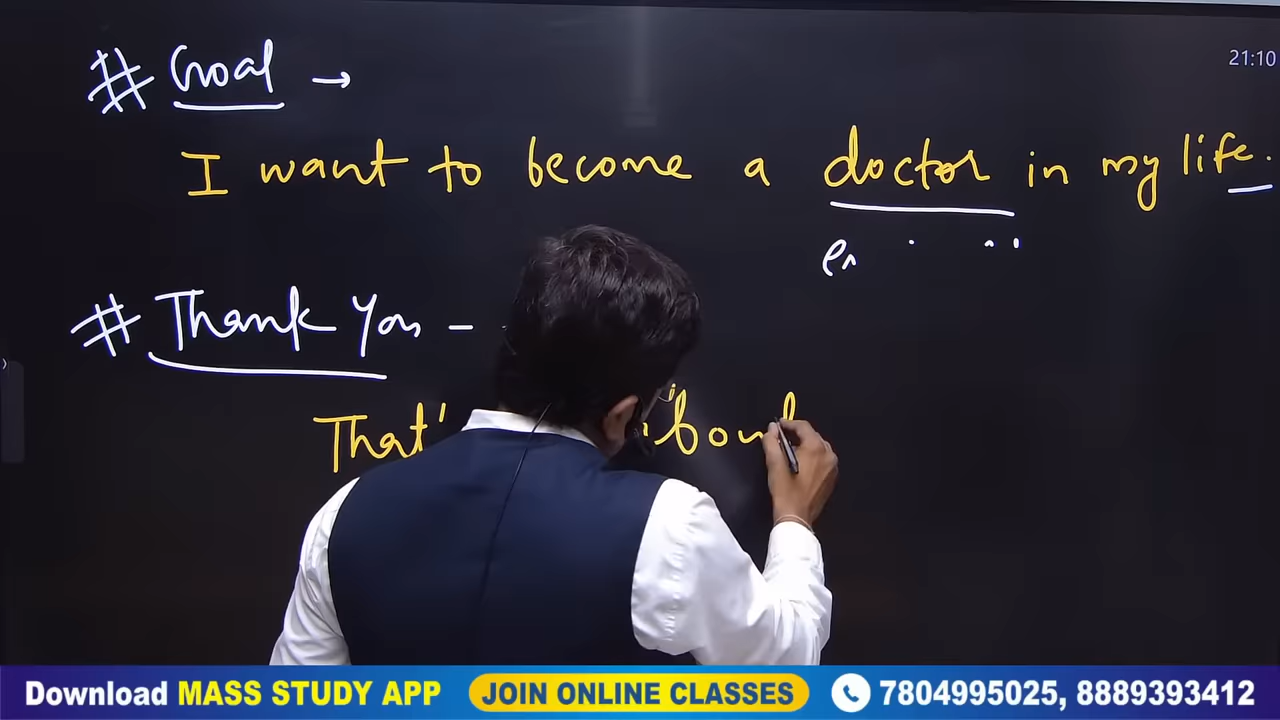 21:10
# Goal →
I want to become a doctor in my life.
# Thank You -
That'
Download MASS STUDY APP JOIN ONLINE CLASSES 7804995025, 8889393412